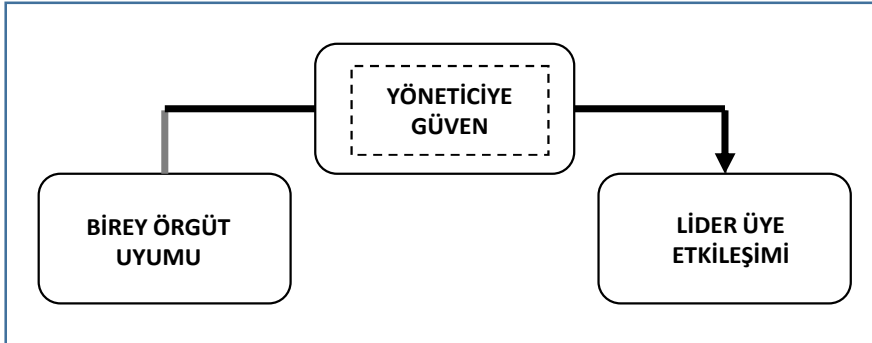 YÖNETİCİYE
GÜVEN
BİREY ÖRGÜT
UYUMU
LİDER ÜYE
ETKİLEŞİMİ